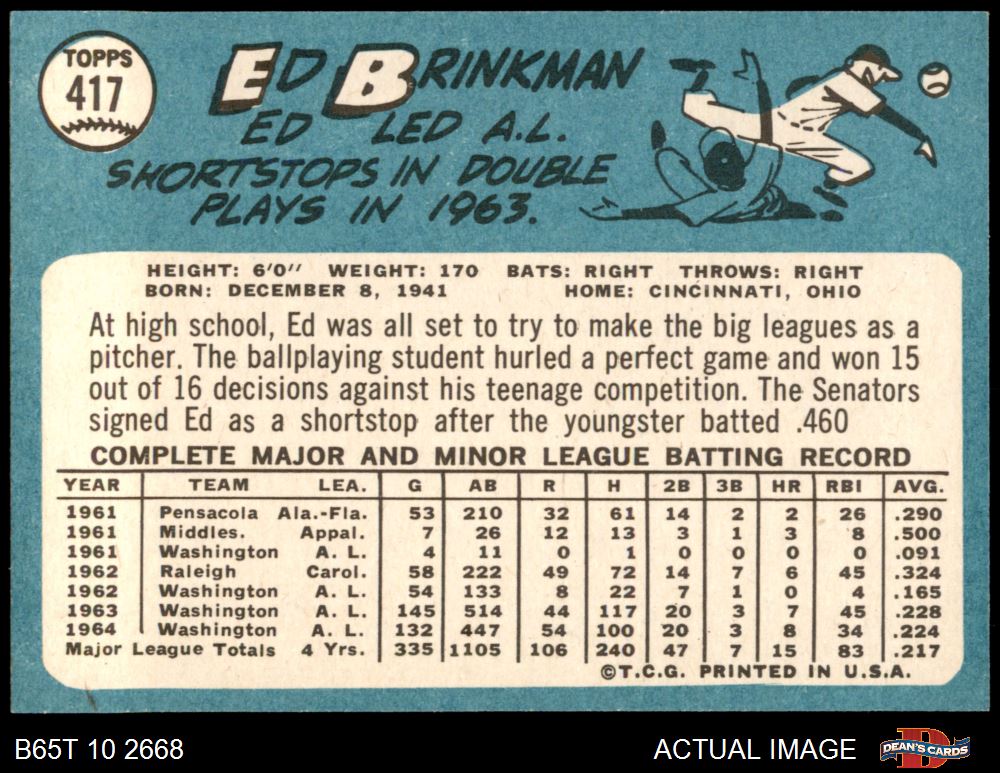 TOPPS
417
ED BRINKMAN
ED LED A.L.
SHORTSTOPS IN DOUBLE
PLAYS IN 1963.
HEIGHT: 6'0" WEIGHT: 170 BATS: RIGHT THROWS: RIGHT
BORN: DECEMBER 8, 1941 HOME: CINCINNATI, OHIO
At high school, Ed was all set to try to make the big leagues as a
pitcher. The ballplaying student hurled a perfect game and won 15
out of 16 decisions against his teenage competition. The Senators
signed Ed as a shortstop after the youngster batted .460
COMPLETE MAJOR AND MINOR LEAGUE BATTING RECORD
YEAR TEAM LEA. G AB R H 2B 3B HR RBI AVG.
1961 Pensacola Ala.-Fla. 53 210 32 61 14 2 2 26 .290
1961 Middles. Appal. 7 26 12 13 3 1 3 8 .500
1961 Washington A. L. 4 11 0 1 0 0 0 0 .091
1962 Raleigh Carol. 58 222 49 72 14 7 6 45 .324
1962 Washington A. L. 54 133 8 22 7 1 0 4 .165
1963 Washington A. L. 145 514 44 117 20 3 7 45 .228
1964 Washington A. L. 132 447 54 100 20 3 8 34 .224
Major League Totals 4 Yrs. 335 1105 106 240 47 7 15 83 .217
©T.C.G. PRINTED IN U.S.A.
B65T 10 2668 ACTUAL IMAGE DEAN'S CARDS